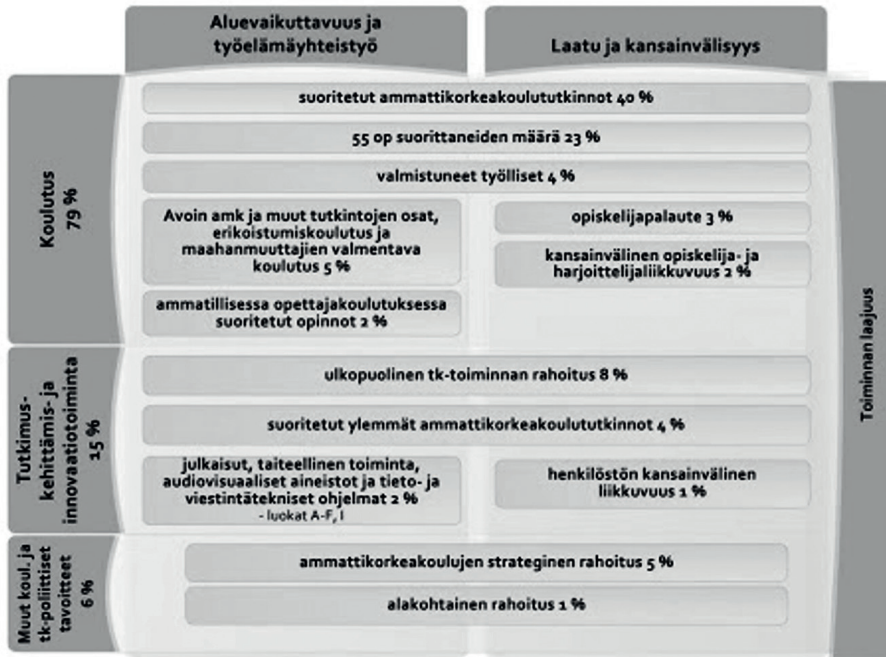 Aluevaikuttavuus ja
työelämäyhteistyö
Laatu ja kansainvälisyys
Koulutus
79 %
suoritetut ammattikorkeakoulututkinnot 40 %
55 op suorittaneiden määrä 23 %
valmistuneet työlliset 4 %
Avoin amk ja muut tutkintojen osat,
erikoistumiskoulutus ja
maahanmuuttajien valmentava
koulutus 5 %
opiskelijapalaute 3 %
kansainvälinen opiskelija- ja
harjoittelijaliikkuvuus 2 %
ammatillisessa opettajakoulutuksessa
suoritetut opinnot 2 %
Tutkimus-
kehittämis- ja
innovaatiotoiminta
15 %
ulkopuolinen tk-toiminnan rahoitus 8 %
suoritetut ylemmät ammattikorkeakoulututkinnot 4 %
julkaisut, taiteellinen toiminta,
audiovisuaaliset aineistot ja tieto- ja
viestintätekniset ohjelmat 2 %
- luokat A-F, I
henkilöstön kansainvälinen
liikkuvuus 1 %
Muut koul. ja
tk-poliittiset
tavoitteet
6 %
ammattikorkeakoulujen strateginen rahoitus 5 %
alakohtainen rahoitus 1 %
Toiminnan laajuus